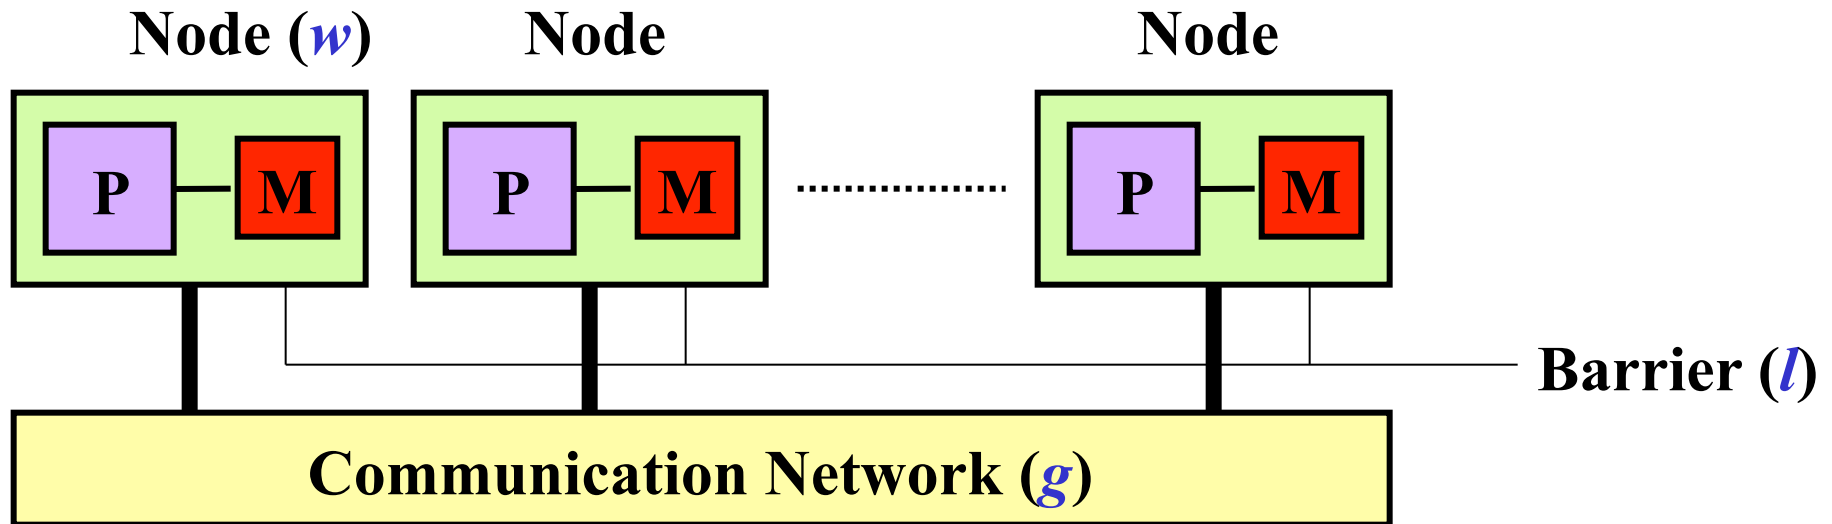 Node (w) Node Node
P M P M P M
Barrier (l)
Communication Network (g)